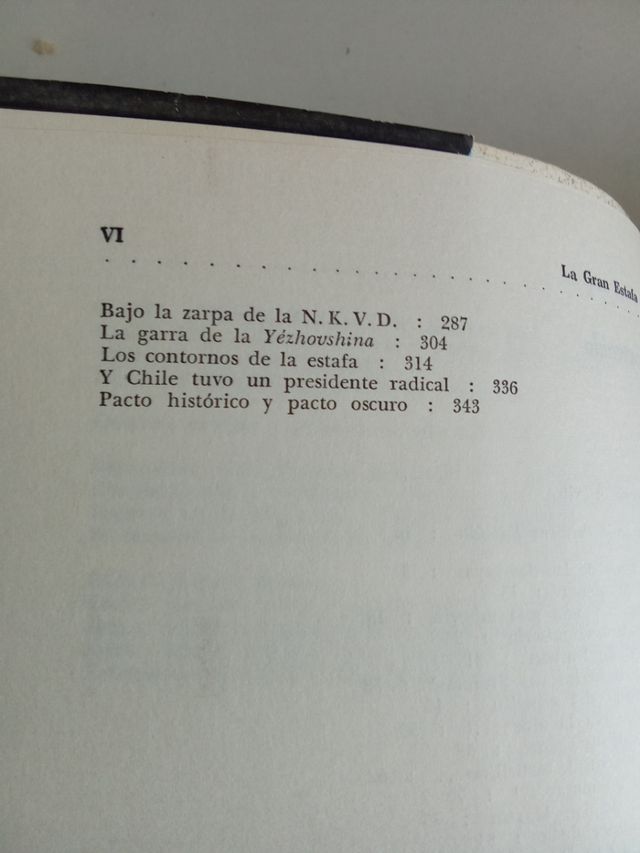 VI
La Gran Estafa
Bajo la zarpa de la N. K. V. D. : 287
La garra de la Yézhovshina : 304
Los contornos de la estafa : 314
Y Chile tuvo un presidente radical : 336
Pacto histórico y pacto oscuro : 343